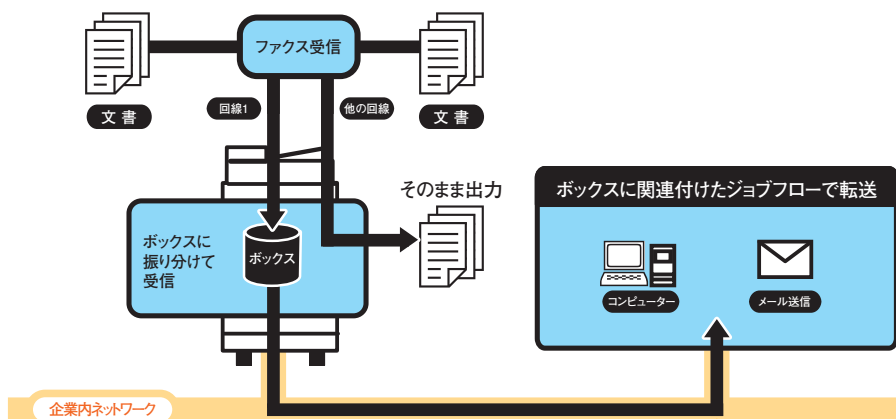 ファクス受信
文書
文書
回線1
他の回線
そのまま出力
ボックスに
振り分けて
受信
ボックス
ボックスに関連付けたジョブフローで転送
コンピューター
メール送信
企業内ネットワーク